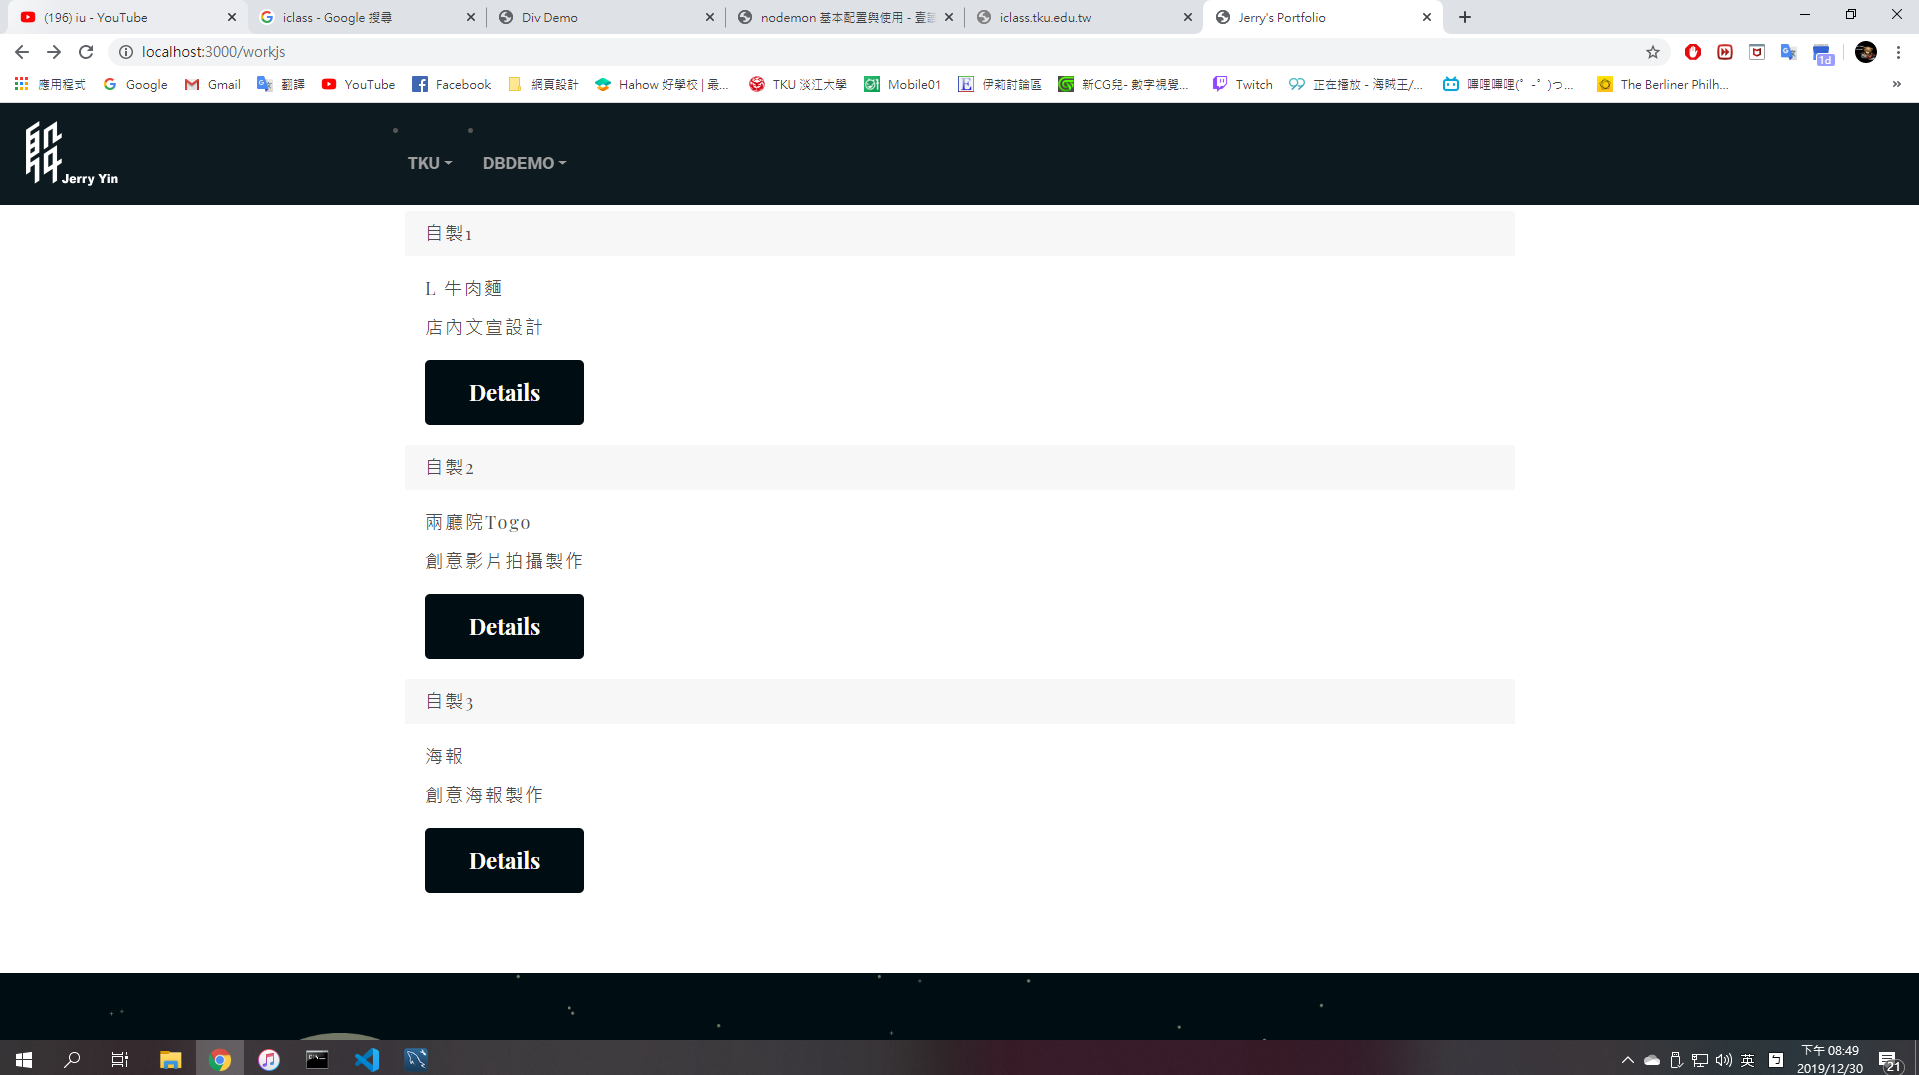 (196) iu - YouTube
iclass - Google 搜尋
Div Demo
nodemon 基本配置與使用 - 壹讀
iclass.tku.edu.tw
Jerry's Portfolio
localhost:3000/workjs
應用程式
Google
Gmail
翻譯
YouTube
Facebook
網頁設計
Hahow 好學校 | 最...
TKU 淡江大學
Mobile01
伊莉討論區
新CG兒- 數字視覺...
Twitch
正在播放 - 海賊王/...
嗶哩嗶哩(゜-゜)つ...
The Berliner Philh...
»
1d
Jerry Yin
TKU
DBDEMO
自製1
L 牛肉麵
店內文宣設計
Details
自製2
兩廳院Togo
創意影片拍攝製作
Details
自製3
海報
創意海報製作
Details
英
下午 08:49
2019/12/30
21